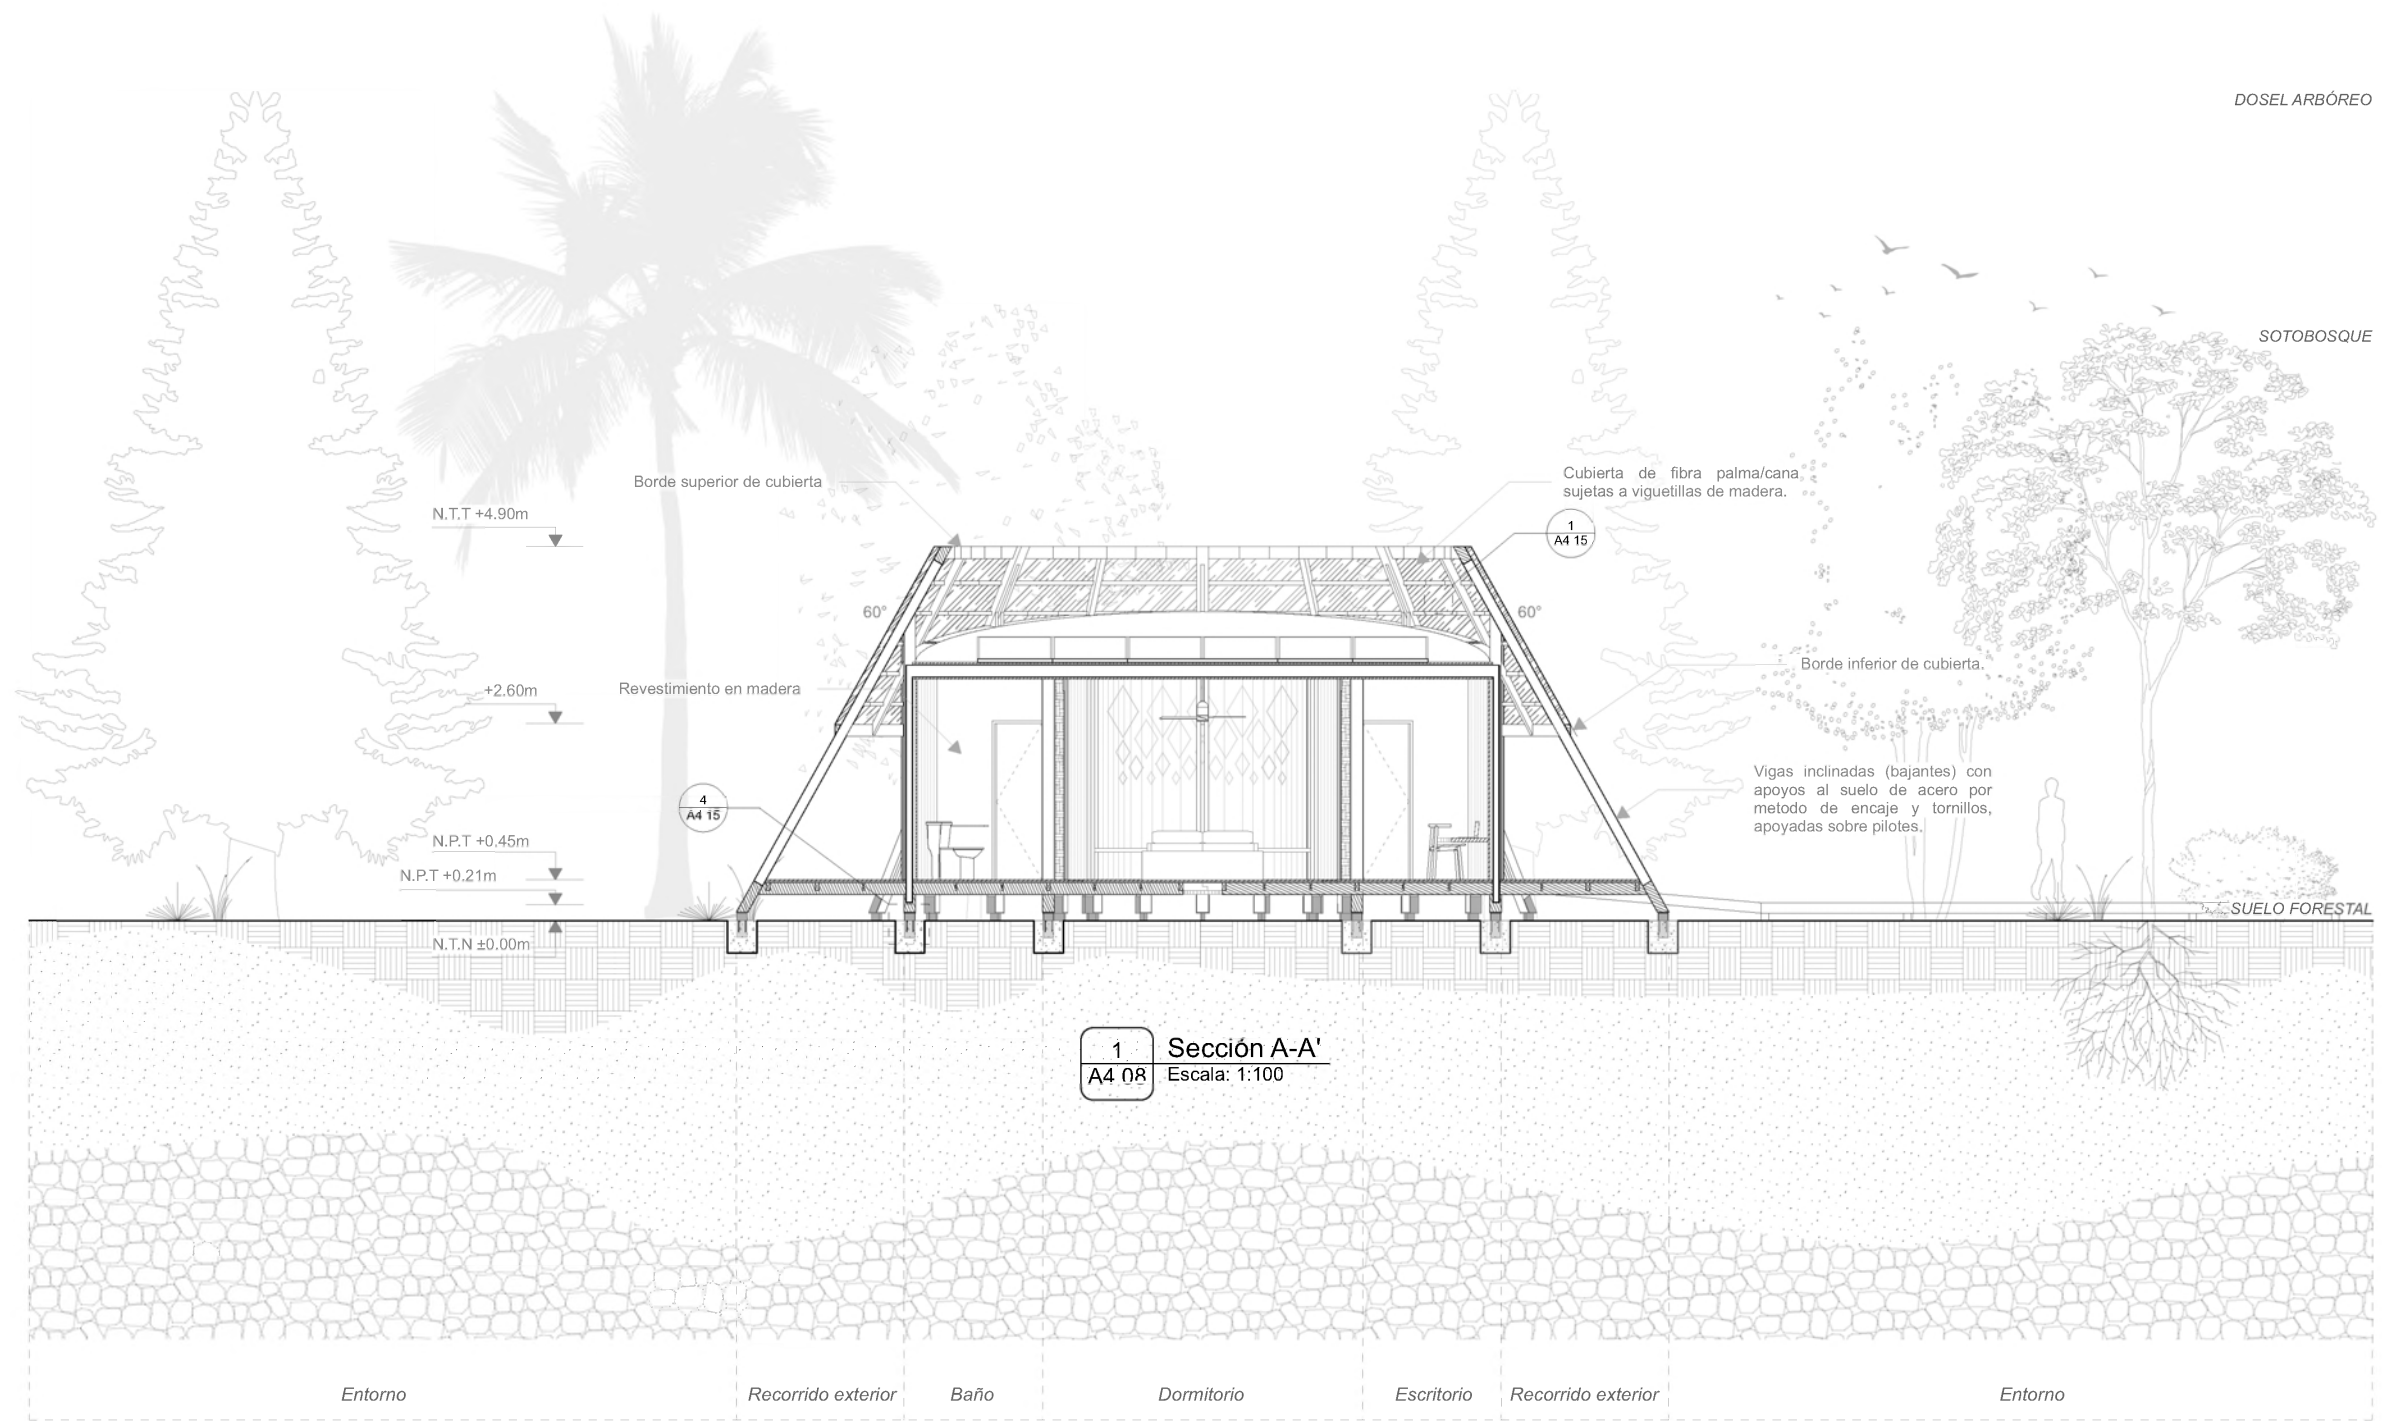 DOSEL ARBÓREO
SOTOBOSQUE
Borde superior de cubierta
Cubierta de fibra palma/cana
sujetas a viguetillas de madera.
N.T.T +4.90m
1
A4 15
60°
60°
Borde inferior de cubierta.
+2.60m
Revestimiento en madera
Vigas inclinadas (bajantes) con
apoyos al suelo de acero por
metodo de encaje y tornillos,
apoyadas sobre pilotes.
4
A4 15
N.P.T +0.45m
N.P.T +0.21m
SUELO FORESTAL
N.T.N ±0.00m
1
A4 08
Sección A-A'
Escala: 1:100
Entorno
Recorrido exterior
Baño
Dormitorio
Escritorio
Recorrido exterior
Entorno